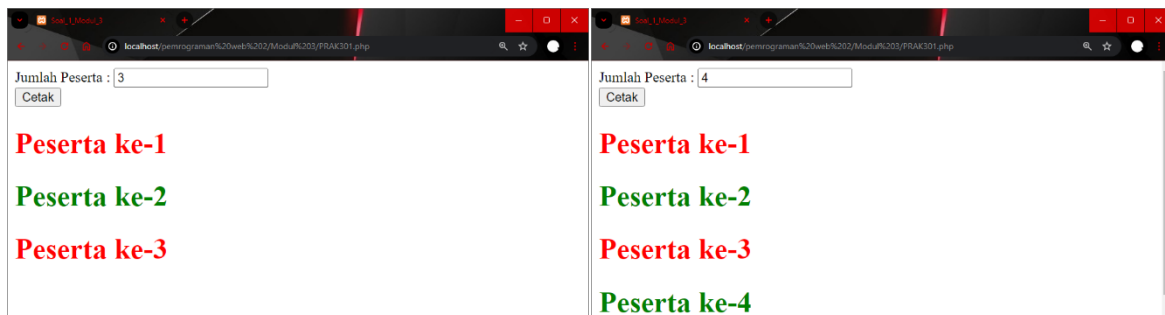 Soal_1_Modul_3
localhost/pemrograman%20web%202/Modul%203/PRAK301.php
Jumlah Peserta : 3
Cetak
Peserta ke-1
Peserta ke-2
Peserta ke-3
Soal_1_Modul_3
localhost/pemrograman%20web%202/Modul%203/PRAK301.php
Jumlah Peserta : 4
Cetak
Peserta ke-1
Peserta ke-2
Peserta ke-3
Peserta ke-4